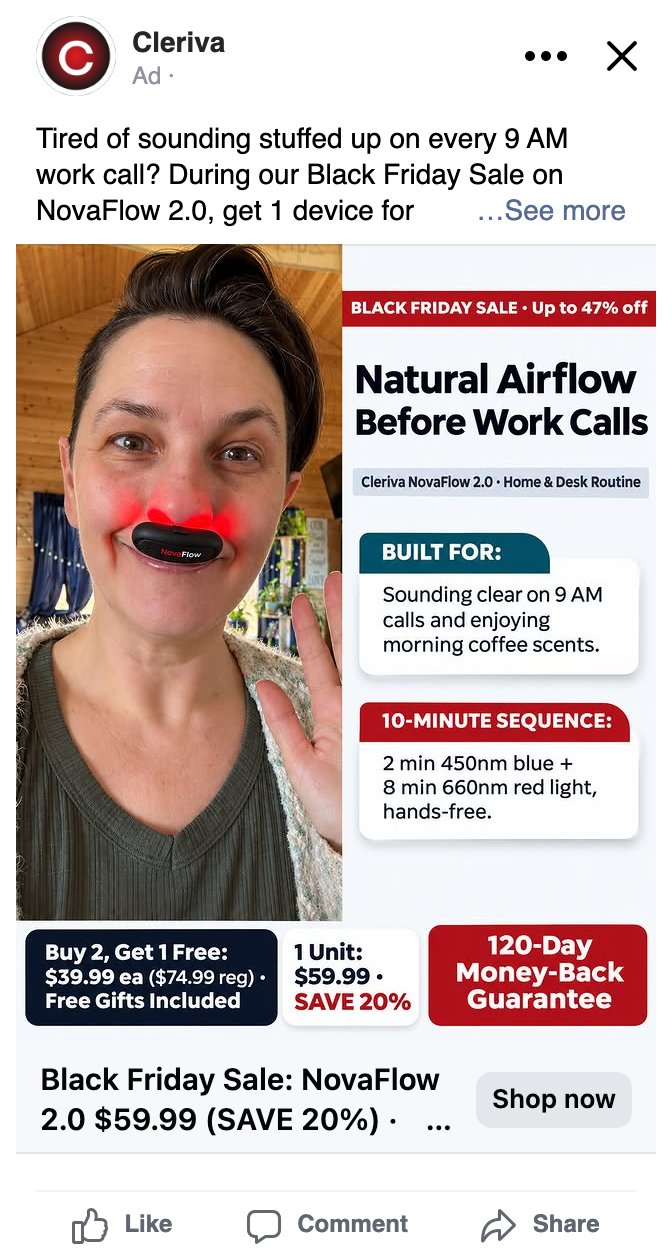 Cleriva
Ad ·
Tired of sounding stuffed up on every 9 AM
work call? During our Black Friday Sale on
NovaFlow 2.0, get 1 device for ...See more
BLACK FRIDAY SALE • Up to 47% off
Natural Airflow
Before Work Calls
Cleriva NovaFlow 2.0 • Home & Desk Routine
BUILT FOR:
Sounding clear on 9 AM
calls and enjoying
morning coffee scents.
10-MINUTE SEQUENCE:
2 min 450nm blue +
8 min 660nm red light,
hands-free.
NovaFlow
Buy 2, Get 1 Free:
$39.99 ea ($74.99 reg) •
Free Gifts Included
1 Unit:
$59.99 •
SAVE 20%
120-Day
Money-Back
Guarantee
Black Friday Sale: NovaFlow
2.0 $59.99 (SAVE 20%) · ...
Shop now
Like
Comment
Share